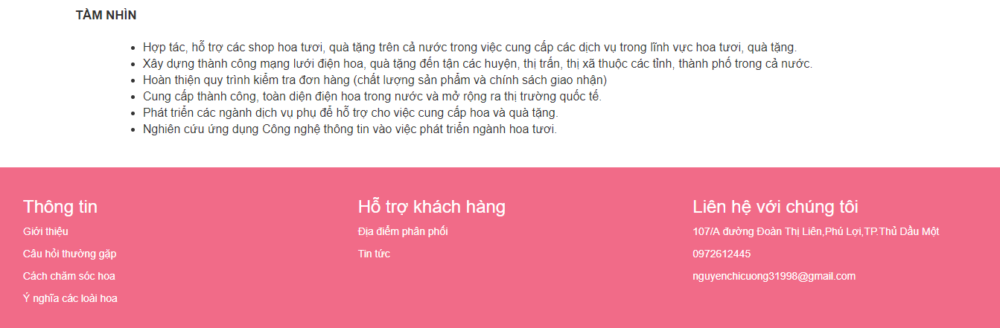 TẦM NHÌN
Hợp tác, hỗ trợ các shop hoa tươi, quà tặng trên cả nước trong việc cung cấp các dịch vụ trong lĩnh vực hoa tươi, quà tặng.
Xây dựng thành công mạng lưới điện hoa, quà tặng đến tận các huyện, thị trấn, thị xã thuộc các tỉnh, thành phố trong cả nước.
Hoàn thiện quy trình kiểm tra đơn hàng (chất lượng sản phẩm và chính sách giao nhận)
Cung cấp thành công, toàn diện điện hoa trong nước và mở rộng ra thị trường quốc tế.
Phát triển các ngành dịch vụ phụ để hỗ trợ cho việc cung cấp hoa và quà tặng.
Nghiên cứu ứng dụng Công nghệ thông tin vào việc phát triển ngành hoa tươi.
Thông tin
Giới thiệu
Câu hỏi thường gặp
Cách chăm sóc hoa
Ý nghĩa các loài hoa
Hỗ trợ khách hàng
Địa điểm phân phối
Tin tức
Liên hệ với chúng tôi
107/A đường Đoàn Thị Liên,Phú Lợi,TP.Thủ Dầu Một
0972612445
nguyenchicuong31998@gmail.com